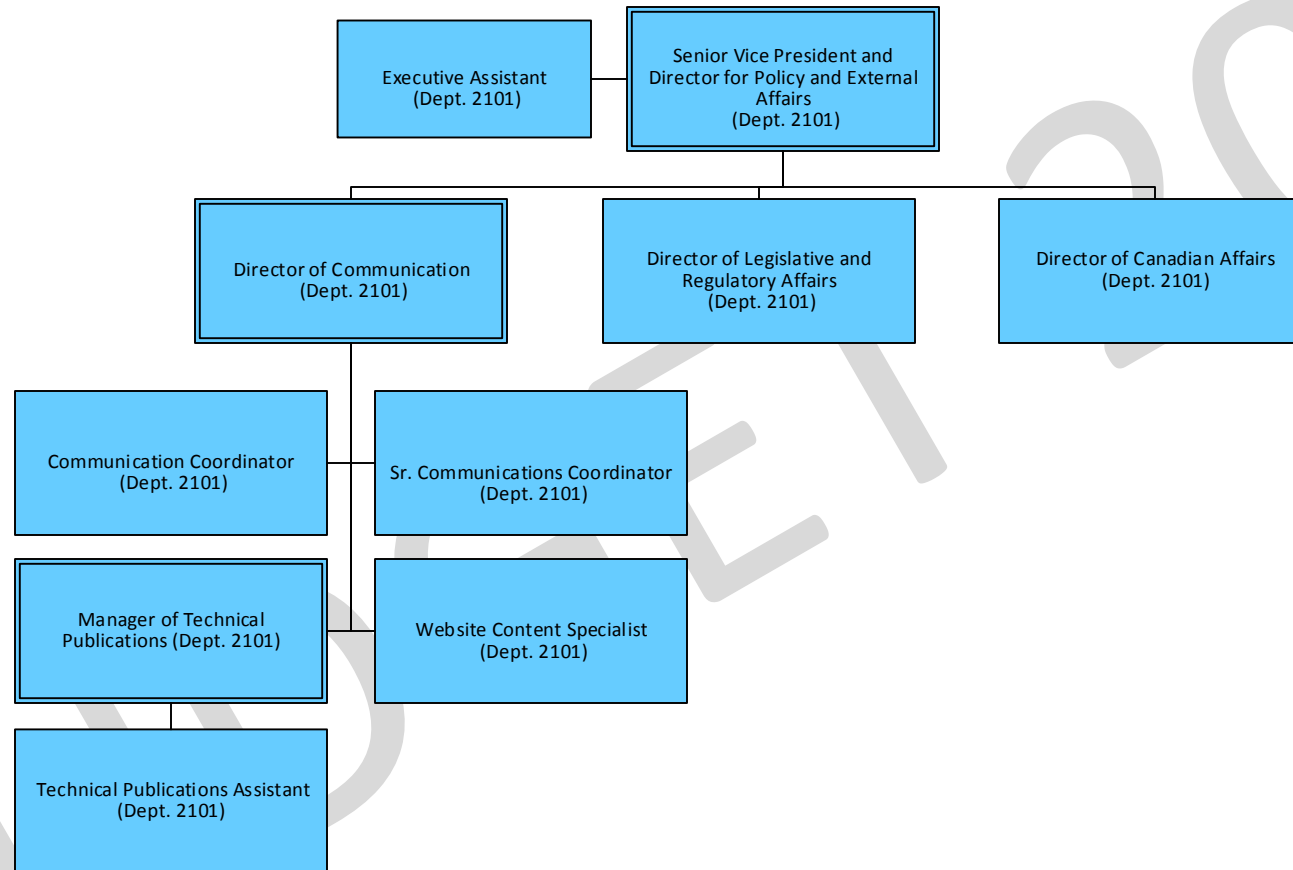 Executive Assistant
(Dept. 2101)
Senior Vice President and
Director for Policy and External
Affairs
(Dept. 2101)
Director of Communication
(Dept. 2101)
Director of Legislative and
Regulatory Affairs
(Dept. 2101)
Director of Canadian Affairs
(Dept. 2101)
Communication Coordinator
(Dept. 2101)
Sr. Communications Coordinator
(Dept. 2101)
Manager of Technical
Publications (Dept. 2101)
Website Content Specialist
(Dept. 2101)
Technical Publications Assistant
(Dept. 2101)